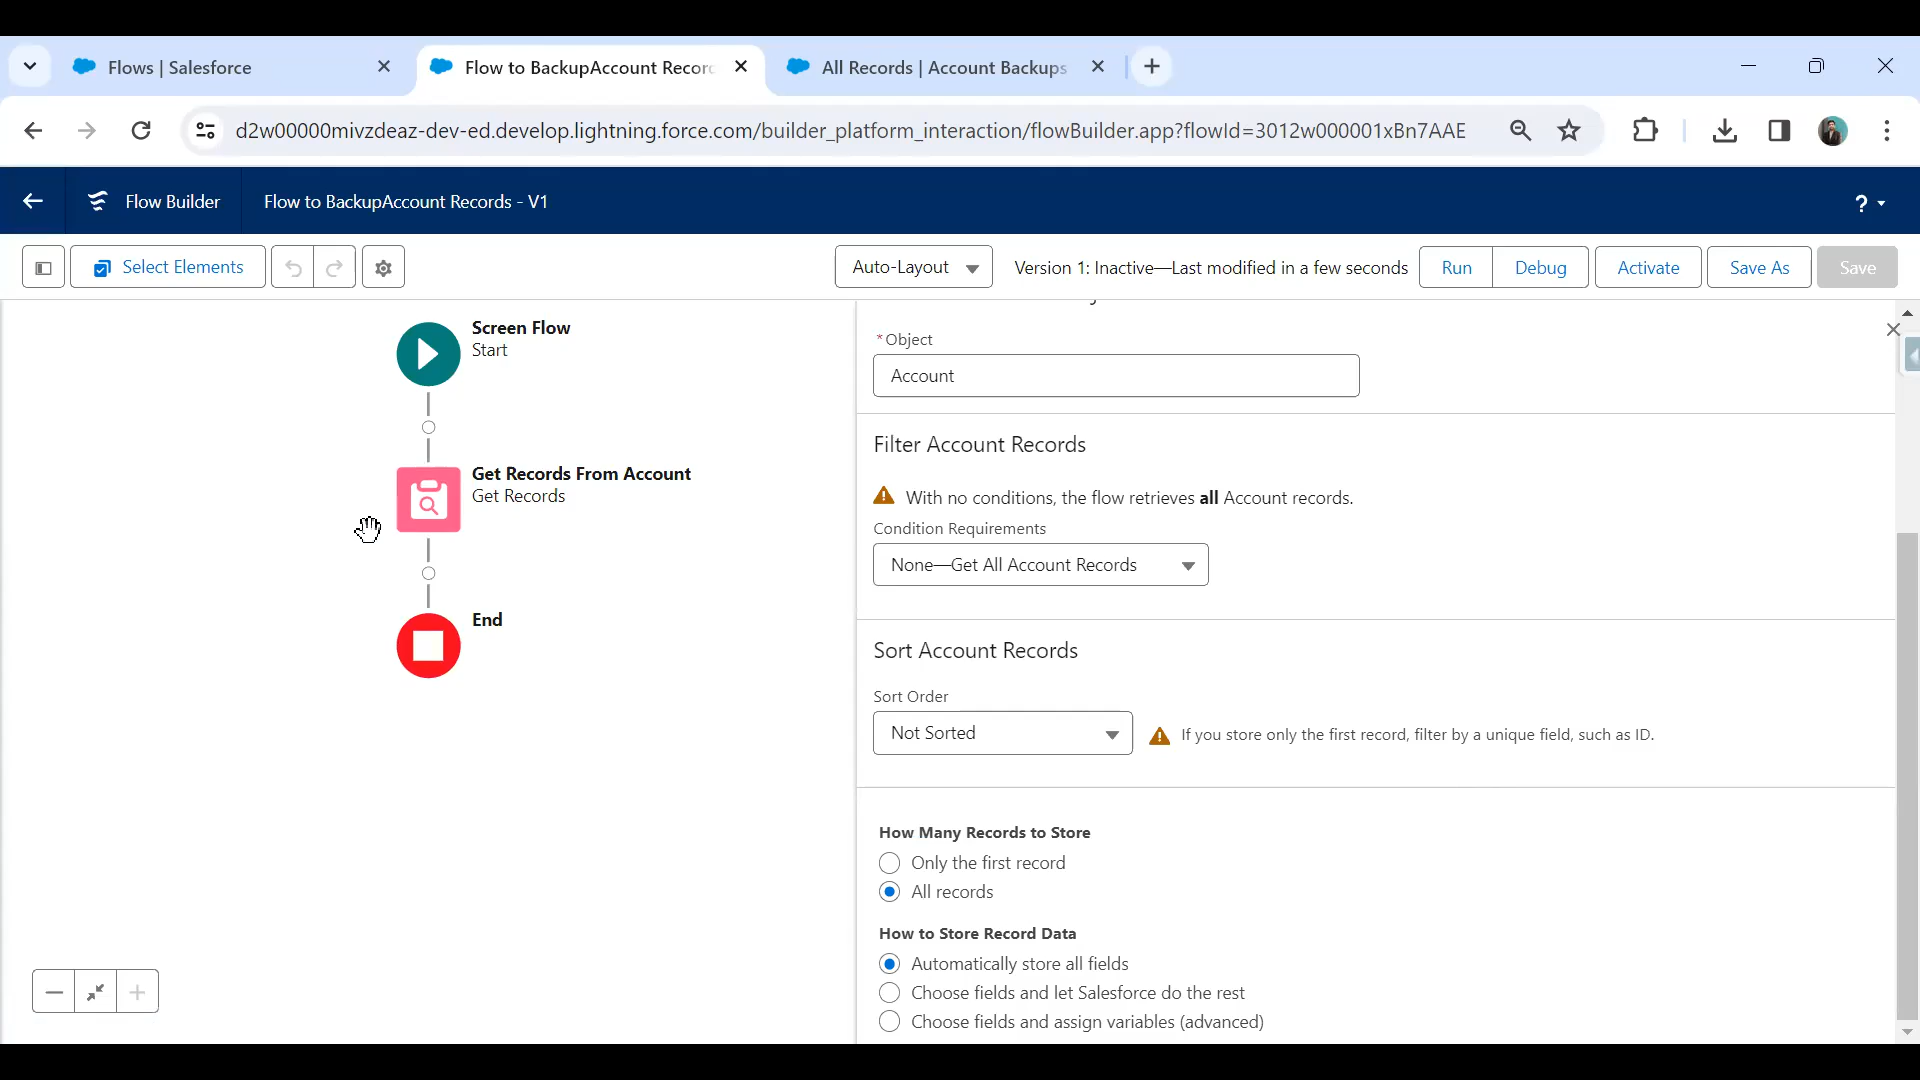 Flows | Salesforce
Flow to BackupAccount Recor
All Records | Account Backups
d2w00000mivzdeaz-dev-ed.develop.lightning.force.com/builder_platform_interaction/flowBuilder.app?flowId=3012w000001xBn7AAE
Flow Builder
Flow to BackupAccount Records - V1
?
Select Elements
Auto-Layout
Version 1: Inactive—Last modified in a few seconds
Run
Debug
Activate
Save As
Save
Screen Flow
Start
Get Records From Account
Get Records
End
*Object
Account
Filter Account Records
With no conditions, the flow retrieves all Account records.
Condition Requirements
None—Get All Account Records
Sort Account Records
Sort Order
Not Sorted
If you store only the first record, filter by a unique field, such as ID.
How Many Records to Store
Only the first record
All records
How to Store Record Data
Automatically store all fields
Choose fields and let Salesforce do the rest
Choose fields and assign variables (advanced)